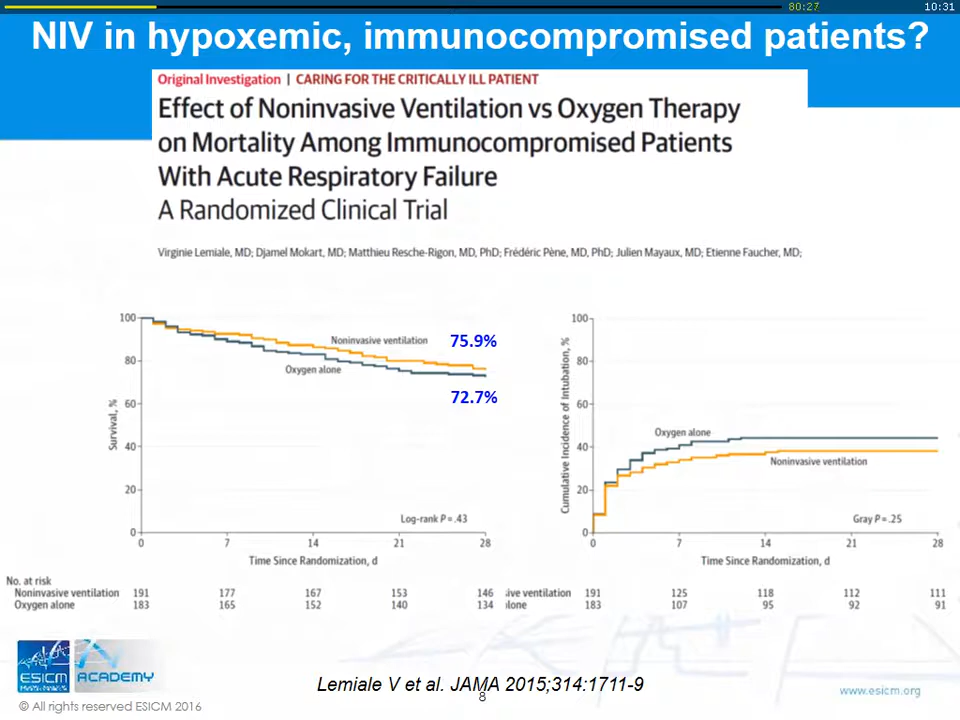 80:27
10:31
NIV in hypoxemic, immunocompromised patients?
Original Investigation | CARING FOR THE CRITICALLY ILL PATIENT
Effect of Noninvasive Ventilation vs Oxygen Therapy
on Mortality Among Immunocompromised Patients
With Acute Respiratory Failure
A Randomized Clinical Trial
Virginie Lemiale, MD; Djamel Mokart, MD; Matthieu Resche-Rigon, MD, PhD; Frédéric Pène, MD, PhD; Julien Mayaux, MD; Etienne Faucher, MD;
Survival, %
100
80
60
40
20
0
Noninvasive ventilation
75.9%
Oxygen alone
72.7%
Log-rank P = .43
0 7 14 21 28
Time Since Randomization, d
No. at risk
Noninvasive ventilation 191 177 167 153 146
Oxygen alone 183 165 152 140 134
Cumulative Incidence of Intubation, %
100
80
60
40
20
0
Oxygen alone
Noninvasive ventilation
Gray P = .25
0 7 14 21 28
Time Since Randomization, d
ive ventilation 191 125 118 112 111
alone 183 107 95 92 91
ESICM
ACADEMY
Lemiale V et al. JAMA 2015;314:1711-9
8
www.esicm.org
© All rights reserved ESICM 2016